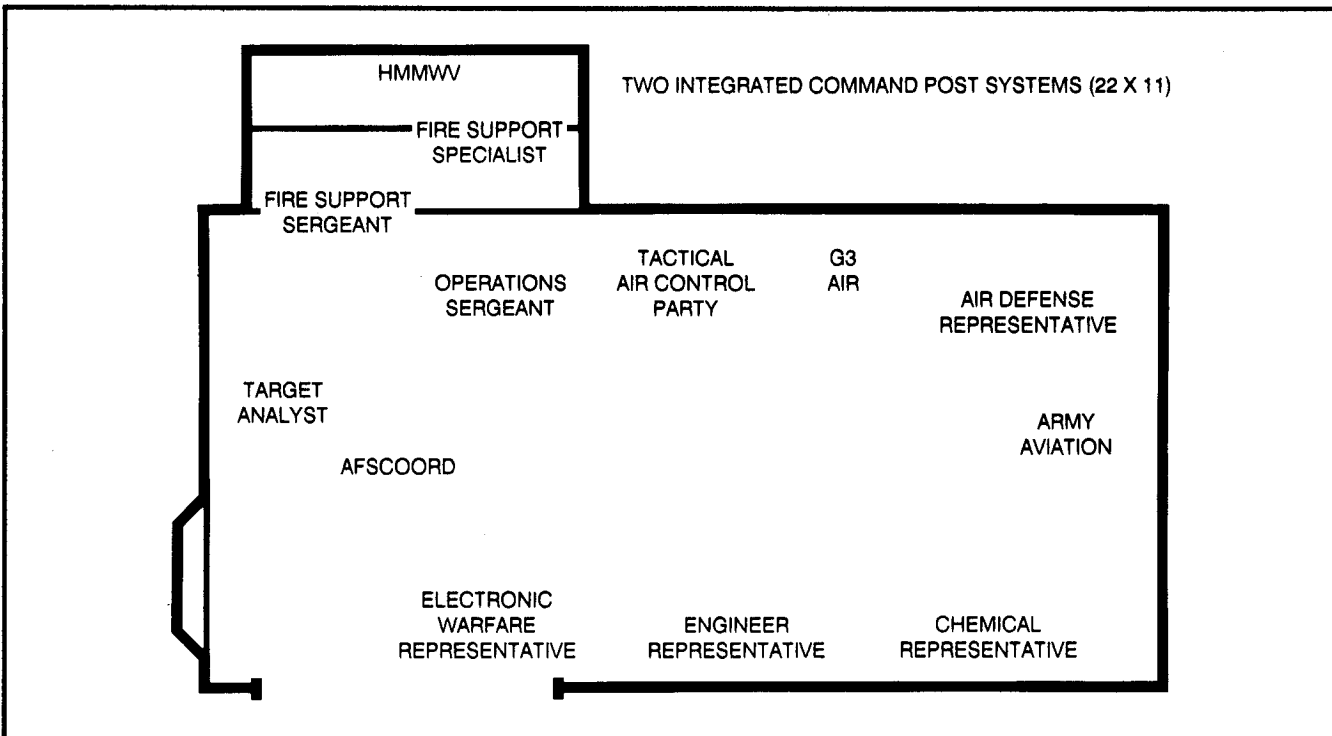 HMMWV
TWO INTEGRATED COMMAND POST SYSTEMS (22 X 11)
FIRE SUPPORT
SPECIALIST
FIRE SUPPORT
SERGEANT
OPERATIONS
SERGEANT
TACTICAL
AIR CONTROL
PARTY
G3
AIR
AIR DEFENSE
REPRESENTATIVE
TARGET
ANALYST
AFSCOORD
ARMY
AVIATION
ELECTRONIC
WARFARE
REPRESENTATIVE
ENGINEER
REPRESENTATIVE
CHEMICAL
REPRESENTATIVE